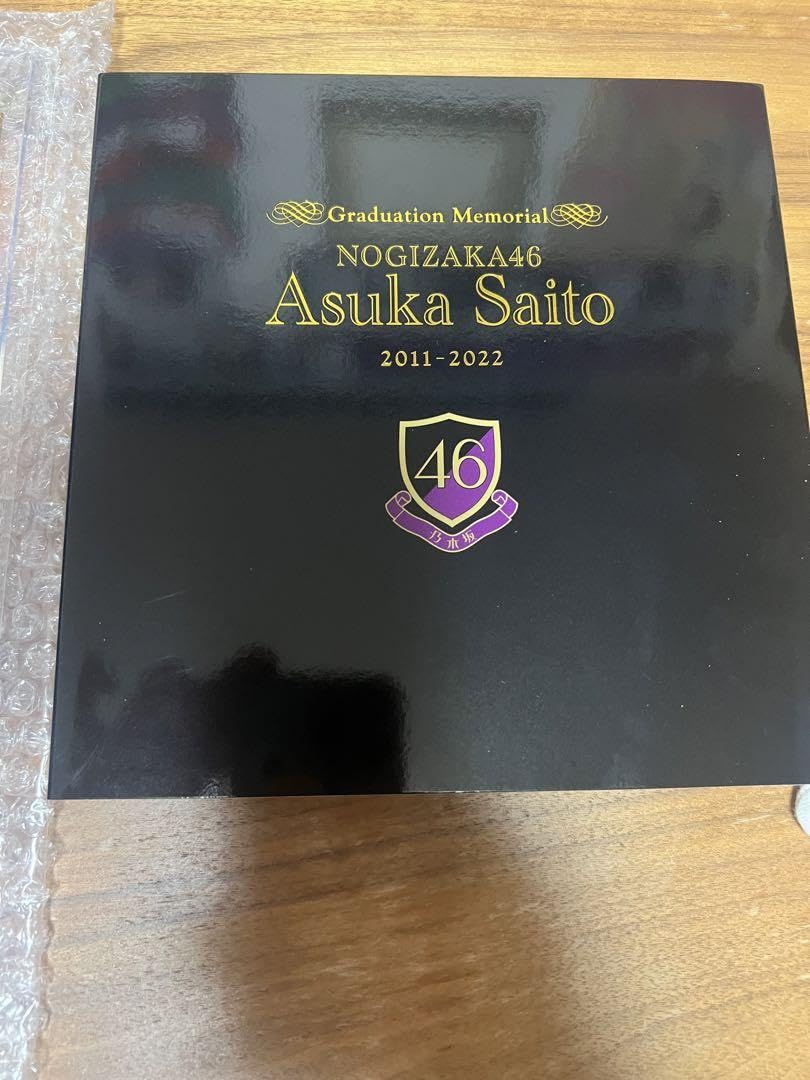 Graduation Memorial
NOGIZAKA46
Asuka Saito
2011-2022
46
乃木坂